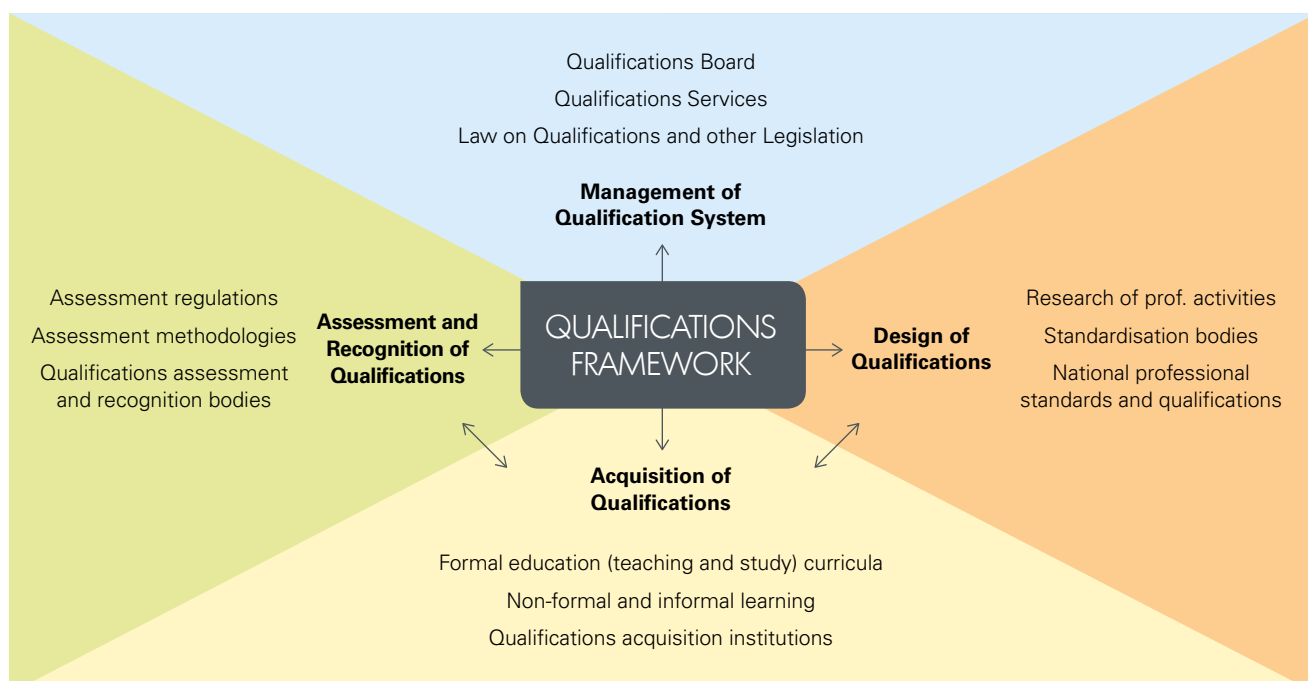 Qualifications Board
Qualifications Services
Law on Qualifications and other Legislation
Management of
Qualification System
Assessment regulations
Assessment methodologies
Qualifications assessment
and recognition bodies
Assessment and
Recognition of
Qualifications
QUALIFICATIONS
FRAMEWORK
Design of
Qualifications
Research of prof. activities
Standardisation bodies
National professional
standards and qualifications
Acquisition of
Qualifications
Formal education (teaching and study) curricula
Non-formal and informal learning
Qualifications acquisition institutions